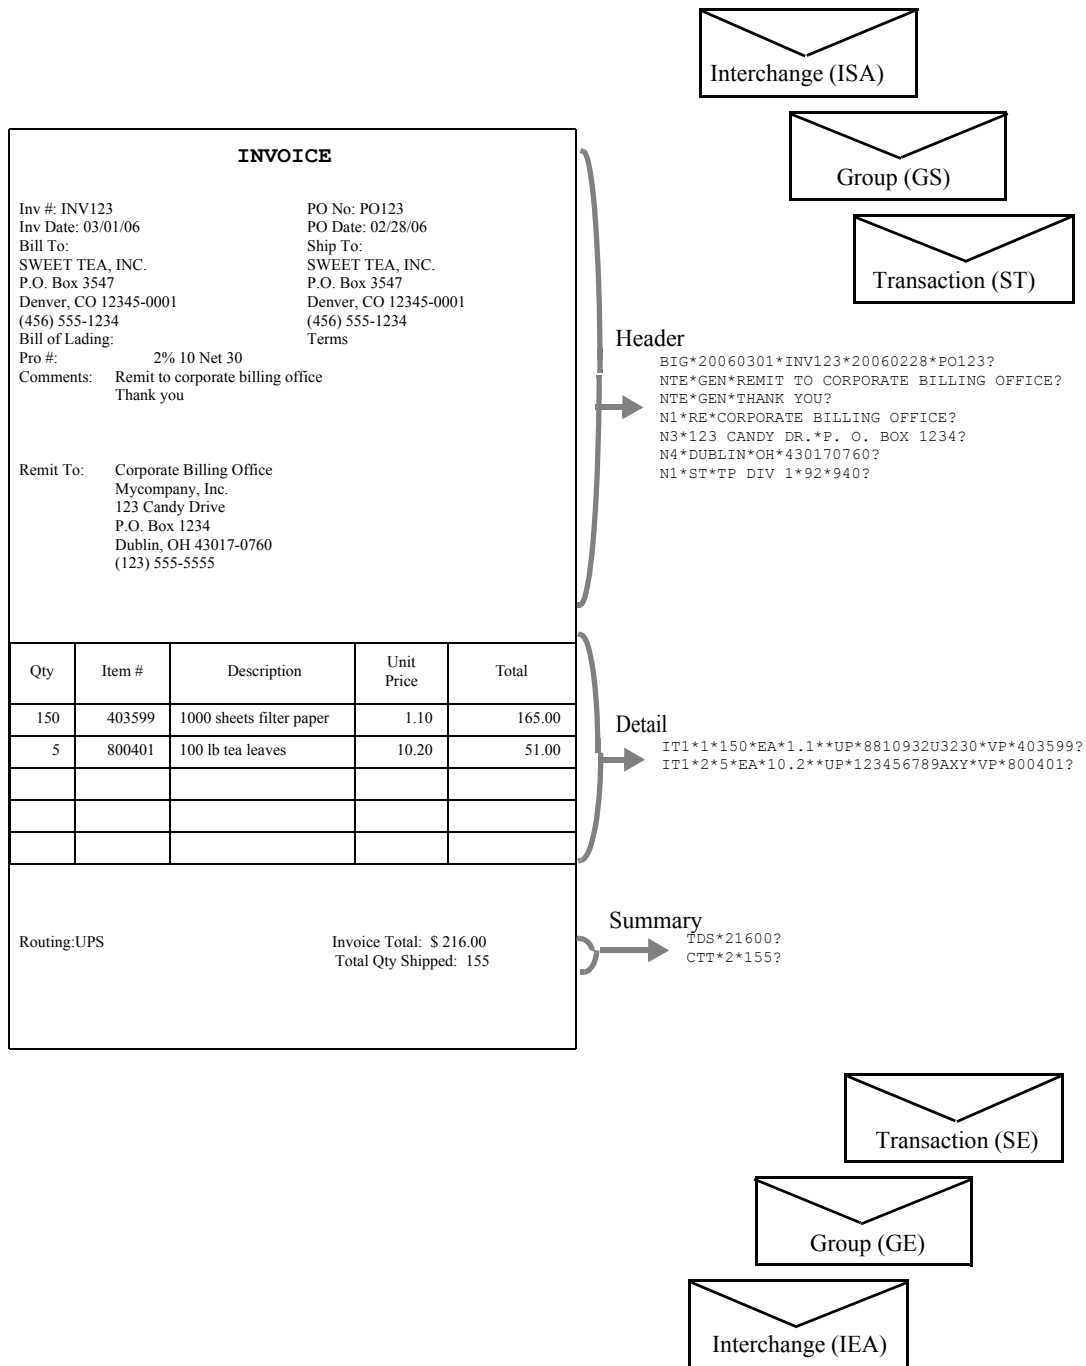 Interchange (ISA)
Group (GS)
Transaction (ST)
INVOICE
Inv #: INV123 PO No: PO123
Inv Date: 03/01/06 PO Date: 02/28/06
Bill To: Ship To:
SWEET TEA, INC. SWEET TEA, INC.
P.O. Box 3547 P.O. Box 3547
Denver, CO 12345-0001 Denver, CO 12345-0001
(456) 555-1234 (456) 555-1234
Bill of Lading: Terms
Pro #: 2% 10 Net 30
Comments: Remit to corporate billing office
Thank you
Remit To: Corporate Billing Office
Mycompany, Inc.
123 Candy Drive
P.O. Box 1234
Dublin, OH 43017-0760
(123) 555-5555
Header
BIG*20060301*INV123*20060228*PO123?
NTE*GEN*REMIT TO CORPORATE BILLING OFFICE?
NTE*GEN*THANK YOU?
N1*RE*CORPORATE BILLING OFFICE?
N3*123 CANDY DR.*P. O. BOX 1234?
N4*DUBLIN*OH*430170760?
N1*ST*TP DIV 1*92*940?
Qty Item # Description Unit Price Total
150 403599 1000 sheets filter paper 1.10 165.00
5 800401 100 lb tea leaves 10.20 51.00
Detail
IT1*1*150*EA*1.1**UP*8810932U3230*VP*403599?
IT1*2*5*EA*10.2**UP*123456789AXY*VP*800401?
Routing:UPS Invoice Total: $ 216.00
Total Qty Shipped: 155
Summary
TDS*21600?
CTT*2*155?
Transaction (SE)
Group (GE)
Interchange (IEA)